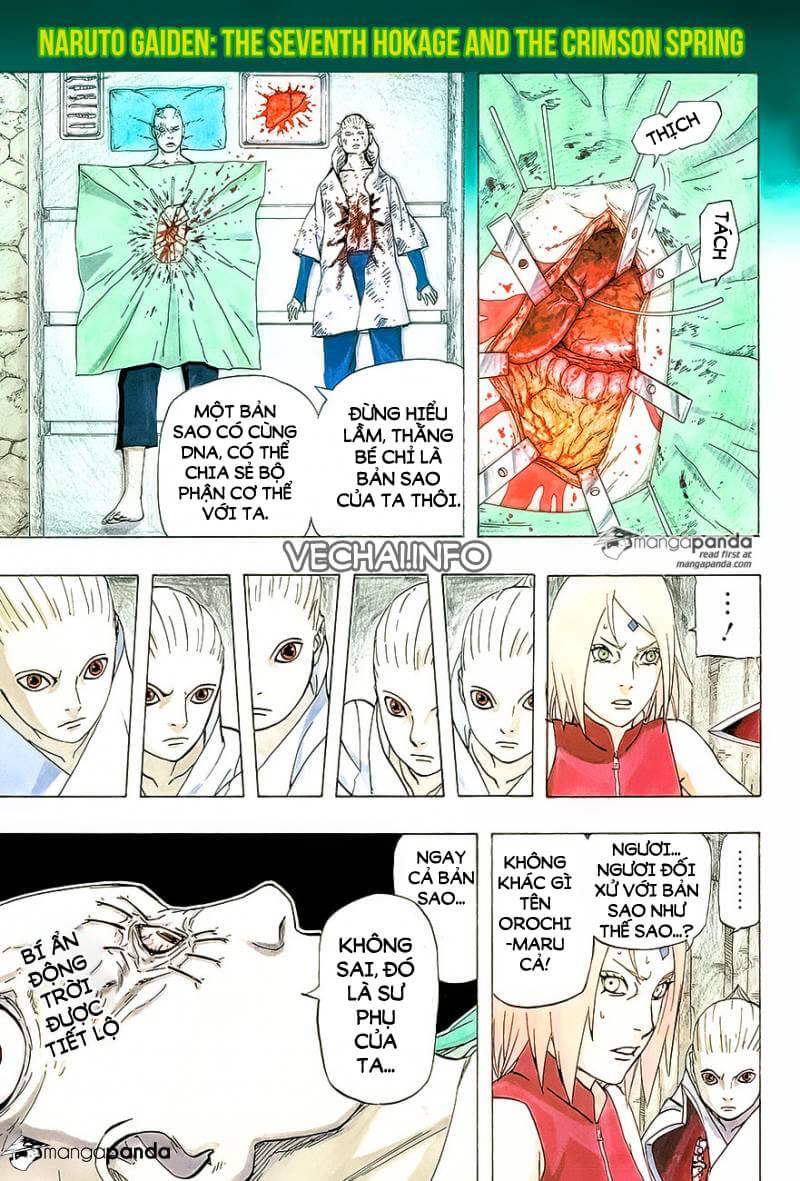 NARUTO GAIDEN: THE SEVENTH HOKAGE AND THE CRIMSON SPRING
THỊCH
TÁCH
ĐỪNG HIỂU
LẦM, THẰNG
BÉ CHỈ LÀ
BẢN SAO
CỦA TA THÔI.
MỘT BẢN
SAO CÓ CÙNG
DNA, CÓ THỂ
CHIA SẺ BỘ
PHẬN CƠ THỂ
VỚI TA.
mangapanda
read first at
mangapanda.com
VECHAI.INFO
...!
.......
NGƯƠI...
NGƯƠI ĐỐI
XỬ VỚI BẢN
SAO NHƯ
THẾ SAO...?
KHÔNG
KHÁC GÌ
TÊN
OROCHI
-MARU
CẢ!
NGAY
CẢ BẢN
SAO...
KHÔNG
SAI, ĐÓ
LÀ SƯ
PHỤ
CỦA
TA...
BÍ ẨN
ĐỘNG
TRỜI
ĐƯỢC
TIẾT LỘ
mangapanda